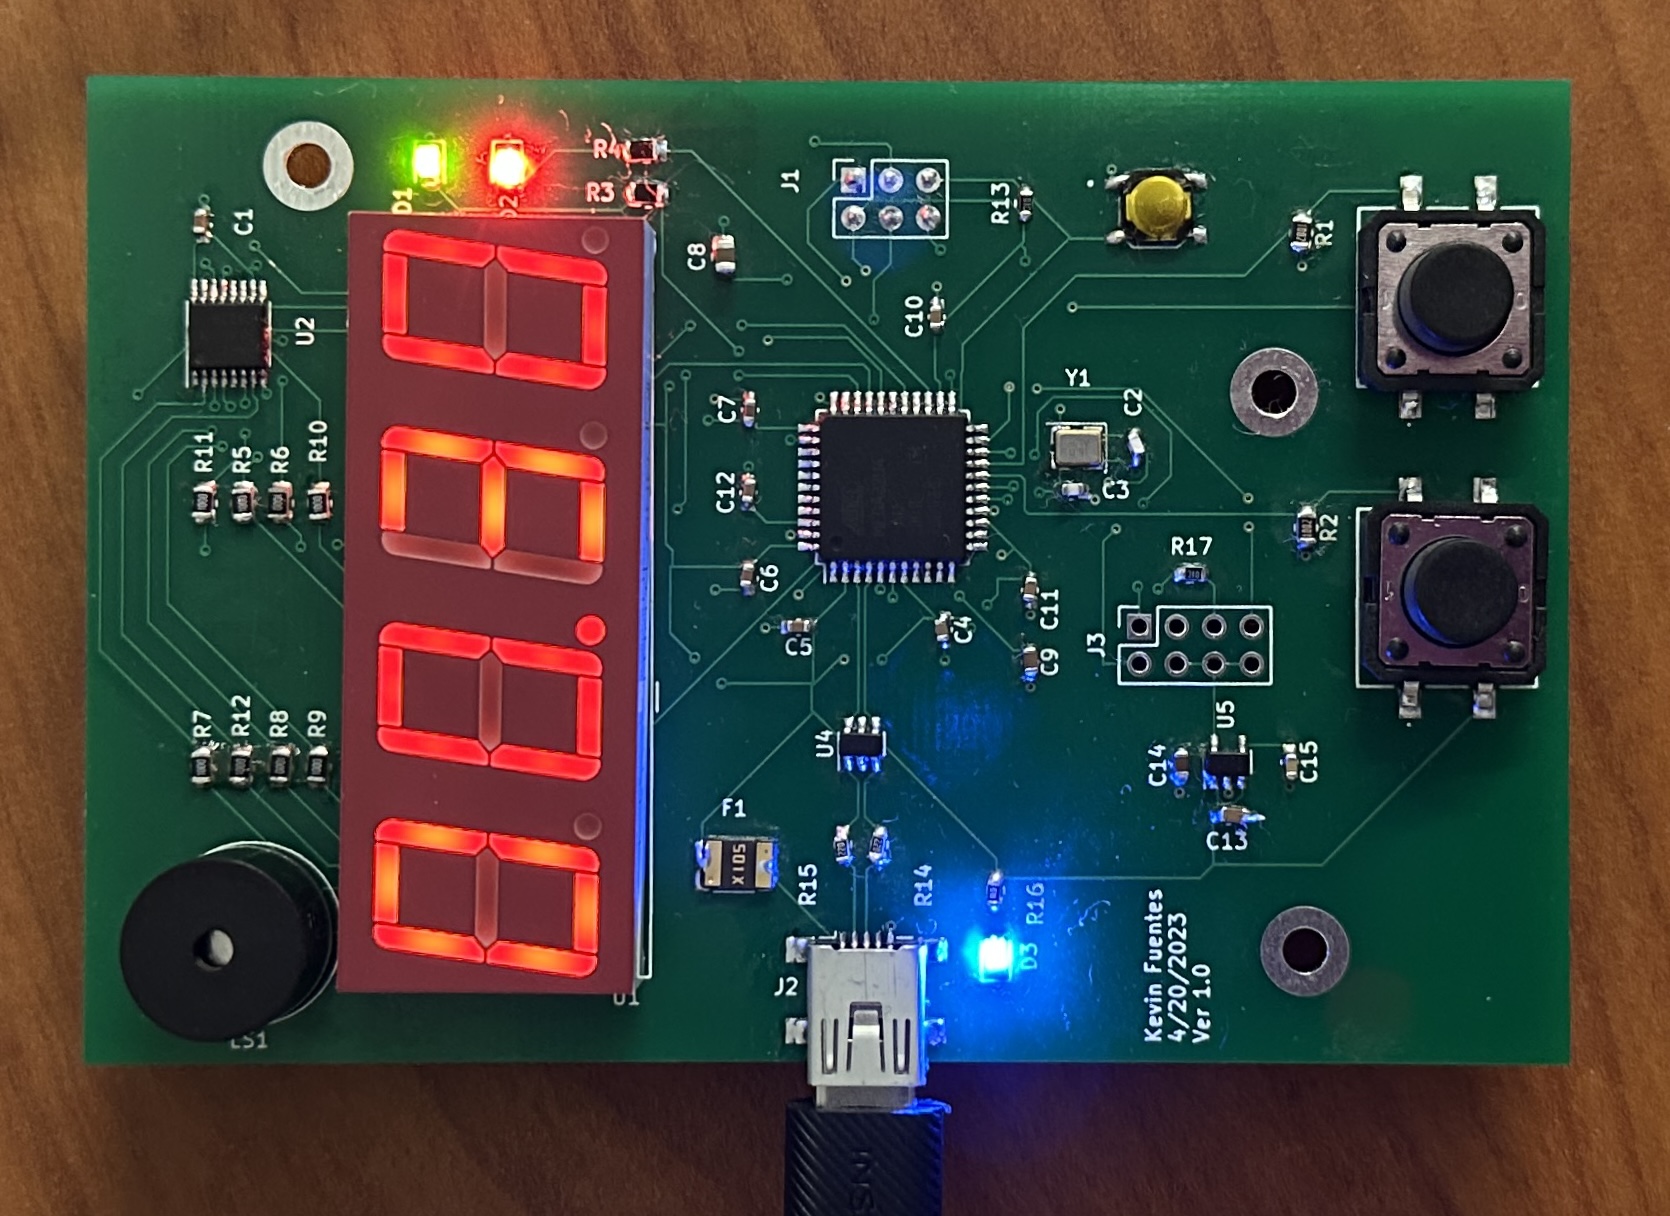 D1
D2
R4
R3
C1
U2
C8
J1
R13
R1
C10
Y1
C2
C7
C12
C3
R11
R5
R6
R10
R2
R17
C6
C11
C5
C4
C9
J3
00.30
R7
R12
R8
R9
U4
U5
C14
C15
C13
F1
X105
R15
R14
R16
D3
J2
U1
LS1
Kevin Fuentes
4/20/2023
Ver 1.0